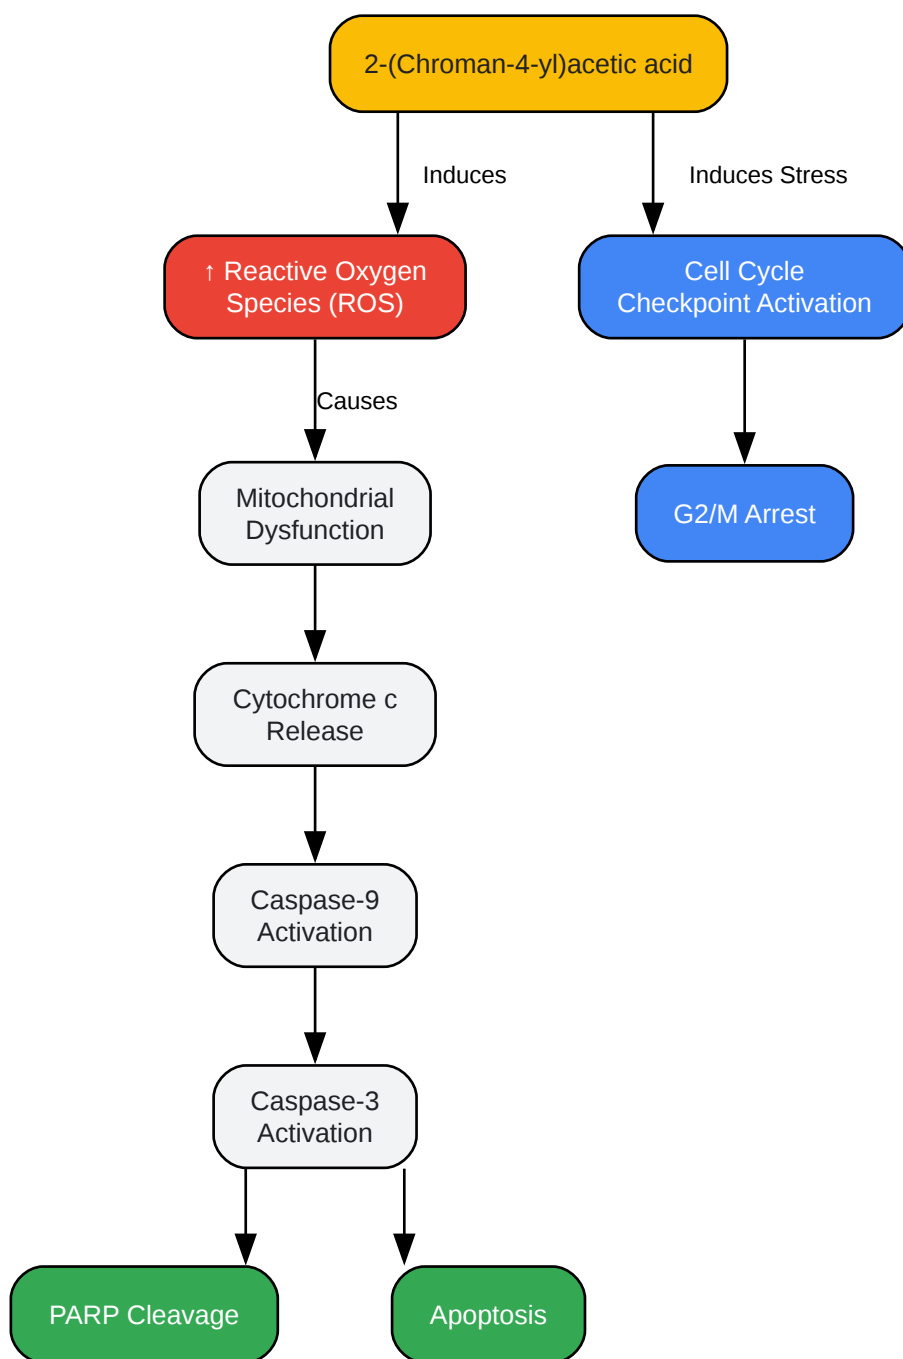 2-(Chroman-4-yl)acetic acid
Induces
Induces Stress
↑ Reactive Oxygen
Species (ROS)
Cell Cycle
Checkpoint Activation
Causes
Mitochondrial
Dysfunction
G2/M Arrest
Cytochrome c
Release
Caspase-9
Activation
Caspase-3
Activation
PARP Cleavage
Apoptosis